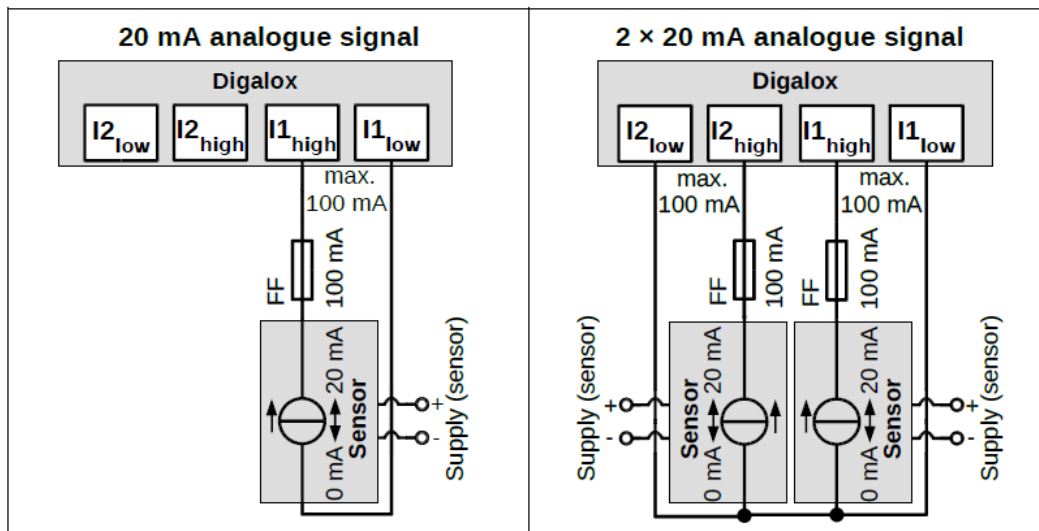 20 mA analogue signal
Digalox
I2low
I2high
I1high
I1low
max.
100 mA
FF
100 mA
0 mA
20 mA
Sensor
+
-
Supply (sensor)
2 × 20 mA analogue signal
Digalox
I2low
I2high
I1high
I1low
max.
100 mA
max.
100 mA
FF
100 mA
FF
100 mA
Supply (sensor)
+
-
Sensor
0 mA
20 mA
0 mA
20 mA
Sensor
+
-
Supply (sensor)